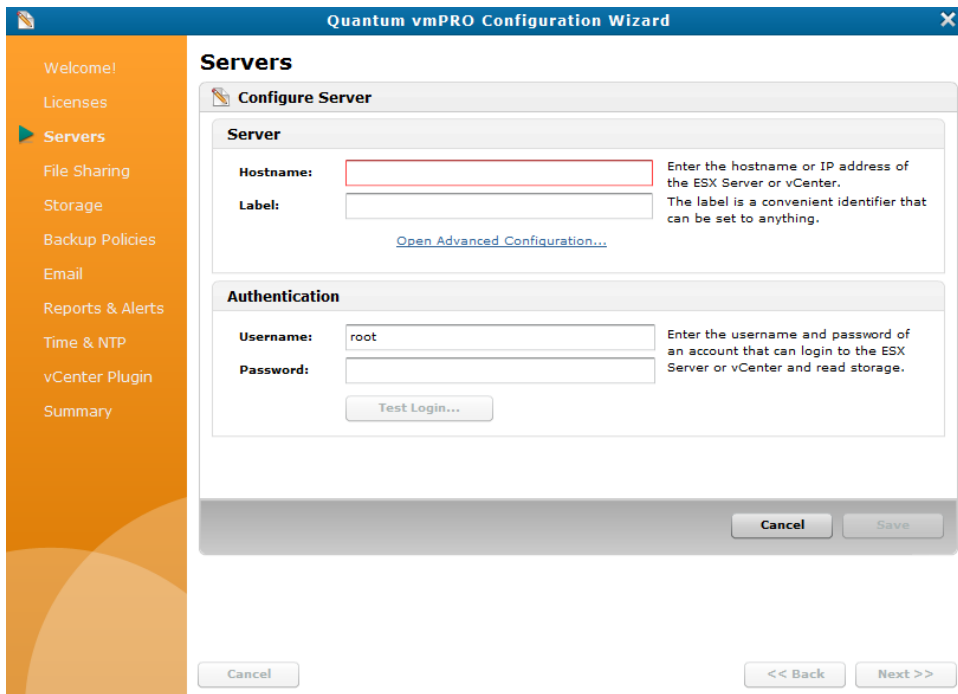 Quantum vmPRO Configuration Wizard
Welcome!
Licenses
Servers
File Sharing
Storage
Backup Policies
Email
Reports & Alerts
Time & NTP
vCenter Plugin
Summary
Servers
Configure Server
Server
Hostname:
Enter the hostname or IP address of
the ESX Server or vCenter.
Label:
The label is a convenient identifier that
can be set to anything.
Open Advanced Configuration...
Authentication
Username:
root
Enter the username and password of
an account that can login to the ESX
Server or vCenter and read storage.
Password:
Test Login...
Cancel
Save
Cancel
<< Back
Next >>